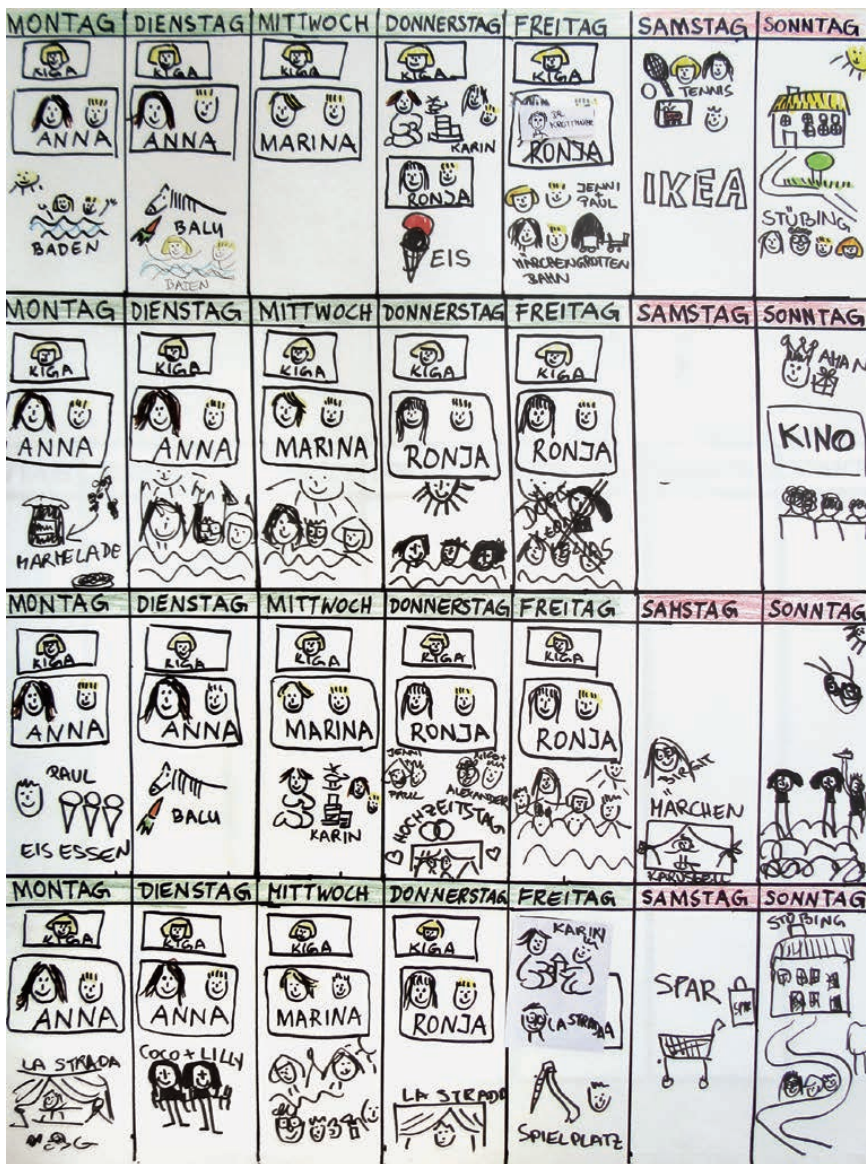 MONTAG DIENSTAG MITTWOCH DONNERSTAG FREITAG SAMSTAG SONNTAG
KIGA KIGA KIGA KIGA KIGA
ANNA ANNA MARINA
KARIN
RONJA
DR.
RONJA
TENNIS
IKEA
BADEN
BALU
BADEN
EIS
JENNI + PAUL
MÄRCHENGROTTEN
BAHN
STÜBING
MONTAG DIENSTAG MITTWOCH DONNERSTAG FREITAG SAMSTAG SONNTAG
KIGA KIGA KIGA KIGA KIGA
ANNA ANNA MARINA RONJA RONJA
KINO
MARMELADE
MONTAG DIENSTAG MITTWOCH DONNERSTAG FREITAG SAMSTAG SONNTAG
KIGA KIGA KIGA KIGA KIGA
ANNA ANNA MARINA RONJA RONJA
PAUL
EIS ESSEN
BALU
KARIN
JENNI
PAUL
ALEXANDER
HOCHZEITSTAG
BIRGIT
MÄRCHEN
KARUSSELL
MONTAG DIENSTAG MITTWOCH DONNERSTAG FREITAG SAMSTAG SONNTAG
KIGA KIGA KIGA KIGA
ANNA ANNA MARINA RONJA
LA STRADA
COCO + LILLY
LA STRADA
KARIN
LA STRADA
SPIELPLATZ
SPAR
SPAR
STÜBING